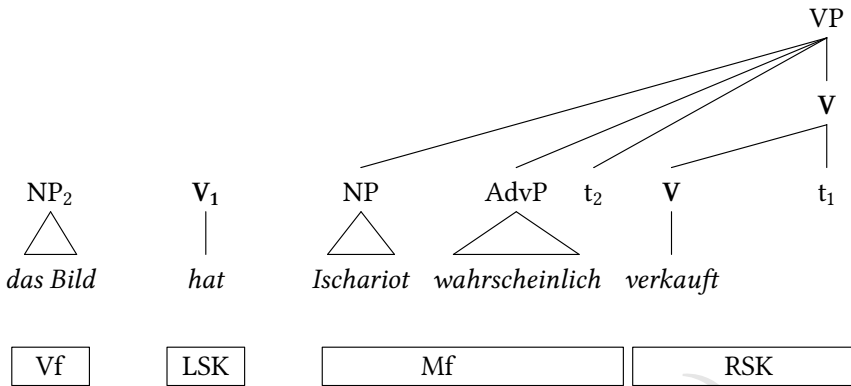 VP
V
NP₂ V₁ NP AdvP t₂ V t₁
das Bild hat Ischariot wahrscheinlich verkauft
Vf LSK Mf RSK